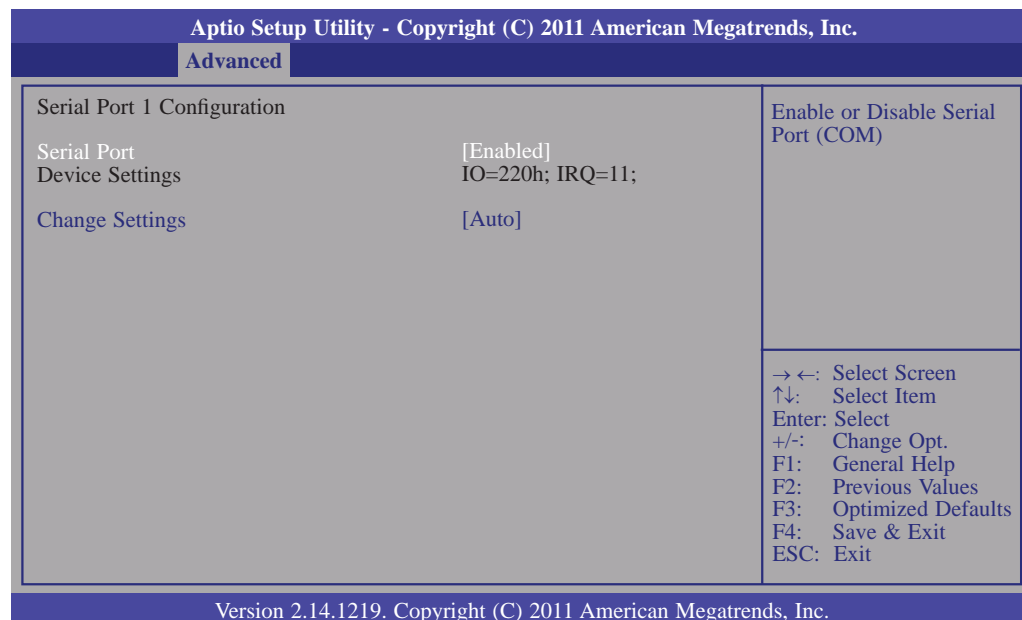 Aptio Setup Utility - Copyright (C) 2011 American Megatrends, Inc.
Advanced
Serial Port 1 Configuration
Serial Port [Enabled]
Device Settings IO=220h; IRQ=11;
Change Settings [Auto]
Enable or Disable Serial
Port (COM)
→ ←: Select Screen
↑↓: Select Item
Enter: Select
+/-: Change Opt.
F1: General Help
F2: Previous Values
F3: Optimized Defaults
F4: Save & Exit
ESC: Exit
Version 2.14.1219. Copyright (C) 2011 American Megatrends, Inc.